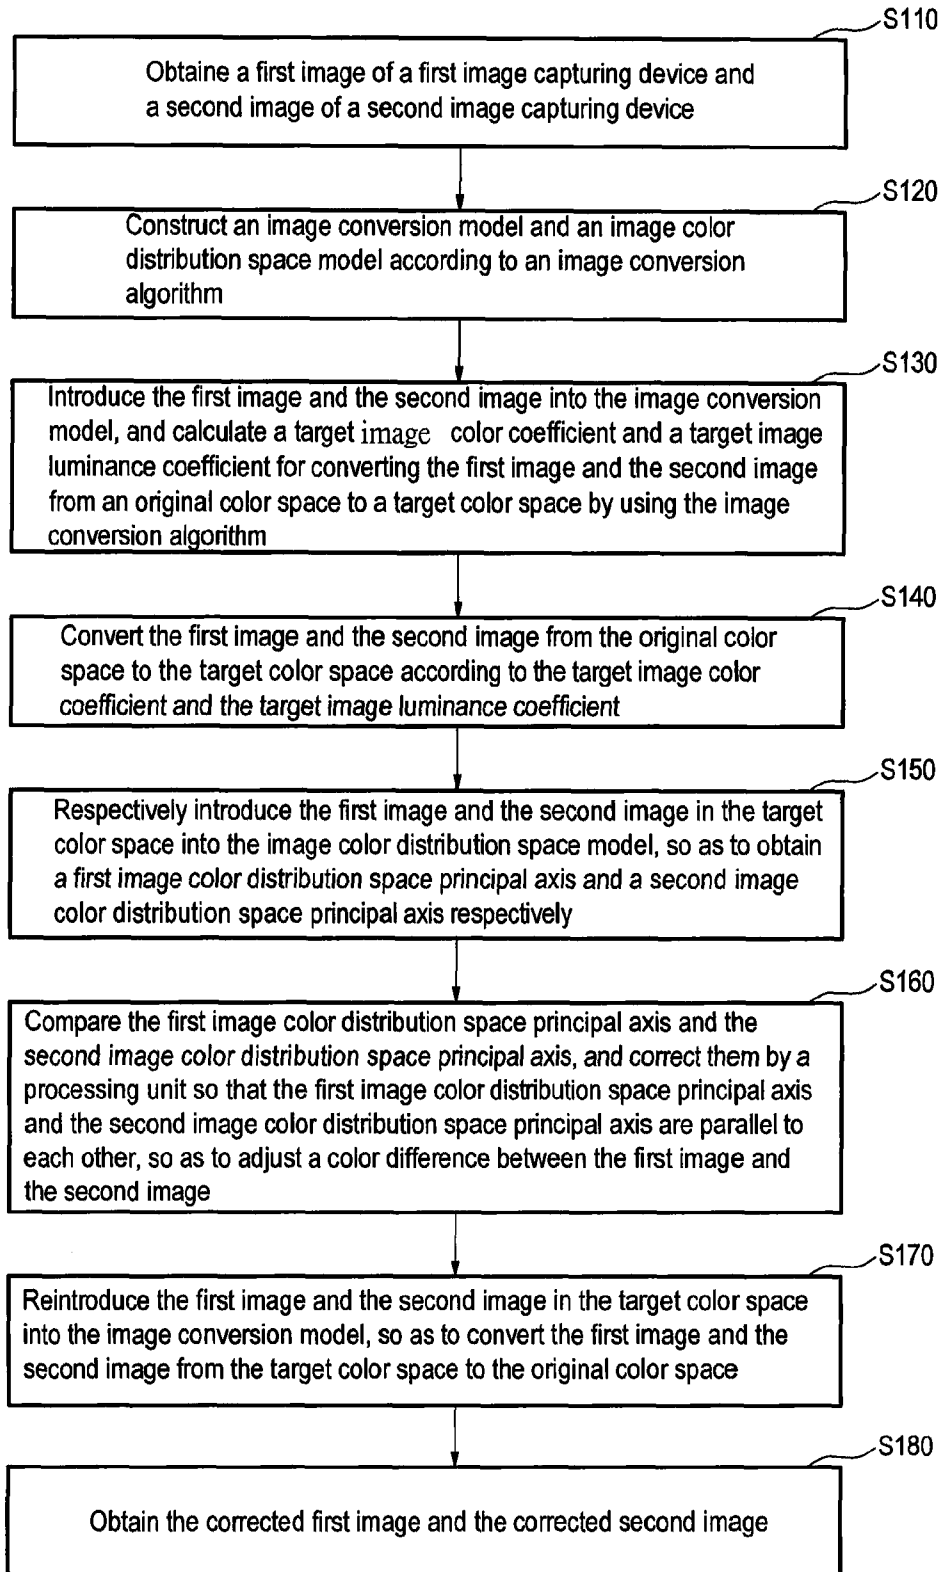 S110
Obtaine a first image of a first image capturing device and
a second image of a second image capturing device
S120
Construct an image conversion model and an image color
distribution space model according to an image conversion
algorithm
S130
Introduce the first image and the second image into the image conversion
model, and calculate a target image color coefficient and a target image
luminance coefficient for converting the first image and the second image
from an original color space to a target color space by using the image
conversion algorithm
S140
Convert the first image and the second image from the original color
space to the target color space according to the target image color
coefficient and the target image luminance coefficient
S150
Respectively introduce the first image and the second image in the target
color space into the image color distribution space model, so as to obtain
a first image color distribution space principal axis and a second image
color distribution space principal axis respectively
S160
Compare the first image color distribution space principal axis and the
second image color distribution space principal axis, and correct them by a
processing unit so that the first image color distribution space principal axis
and the second image color distribution space principal axis are parallel to
each other, so as to adjust a color difference between the first image and
the second image
S170
Reintroduce the first image and the second image in the target color space
into the image conversion model, so as to convert the first image and the
second image from the target color space to the original color space
S180
Obtain the corrected first image and the corrected second image